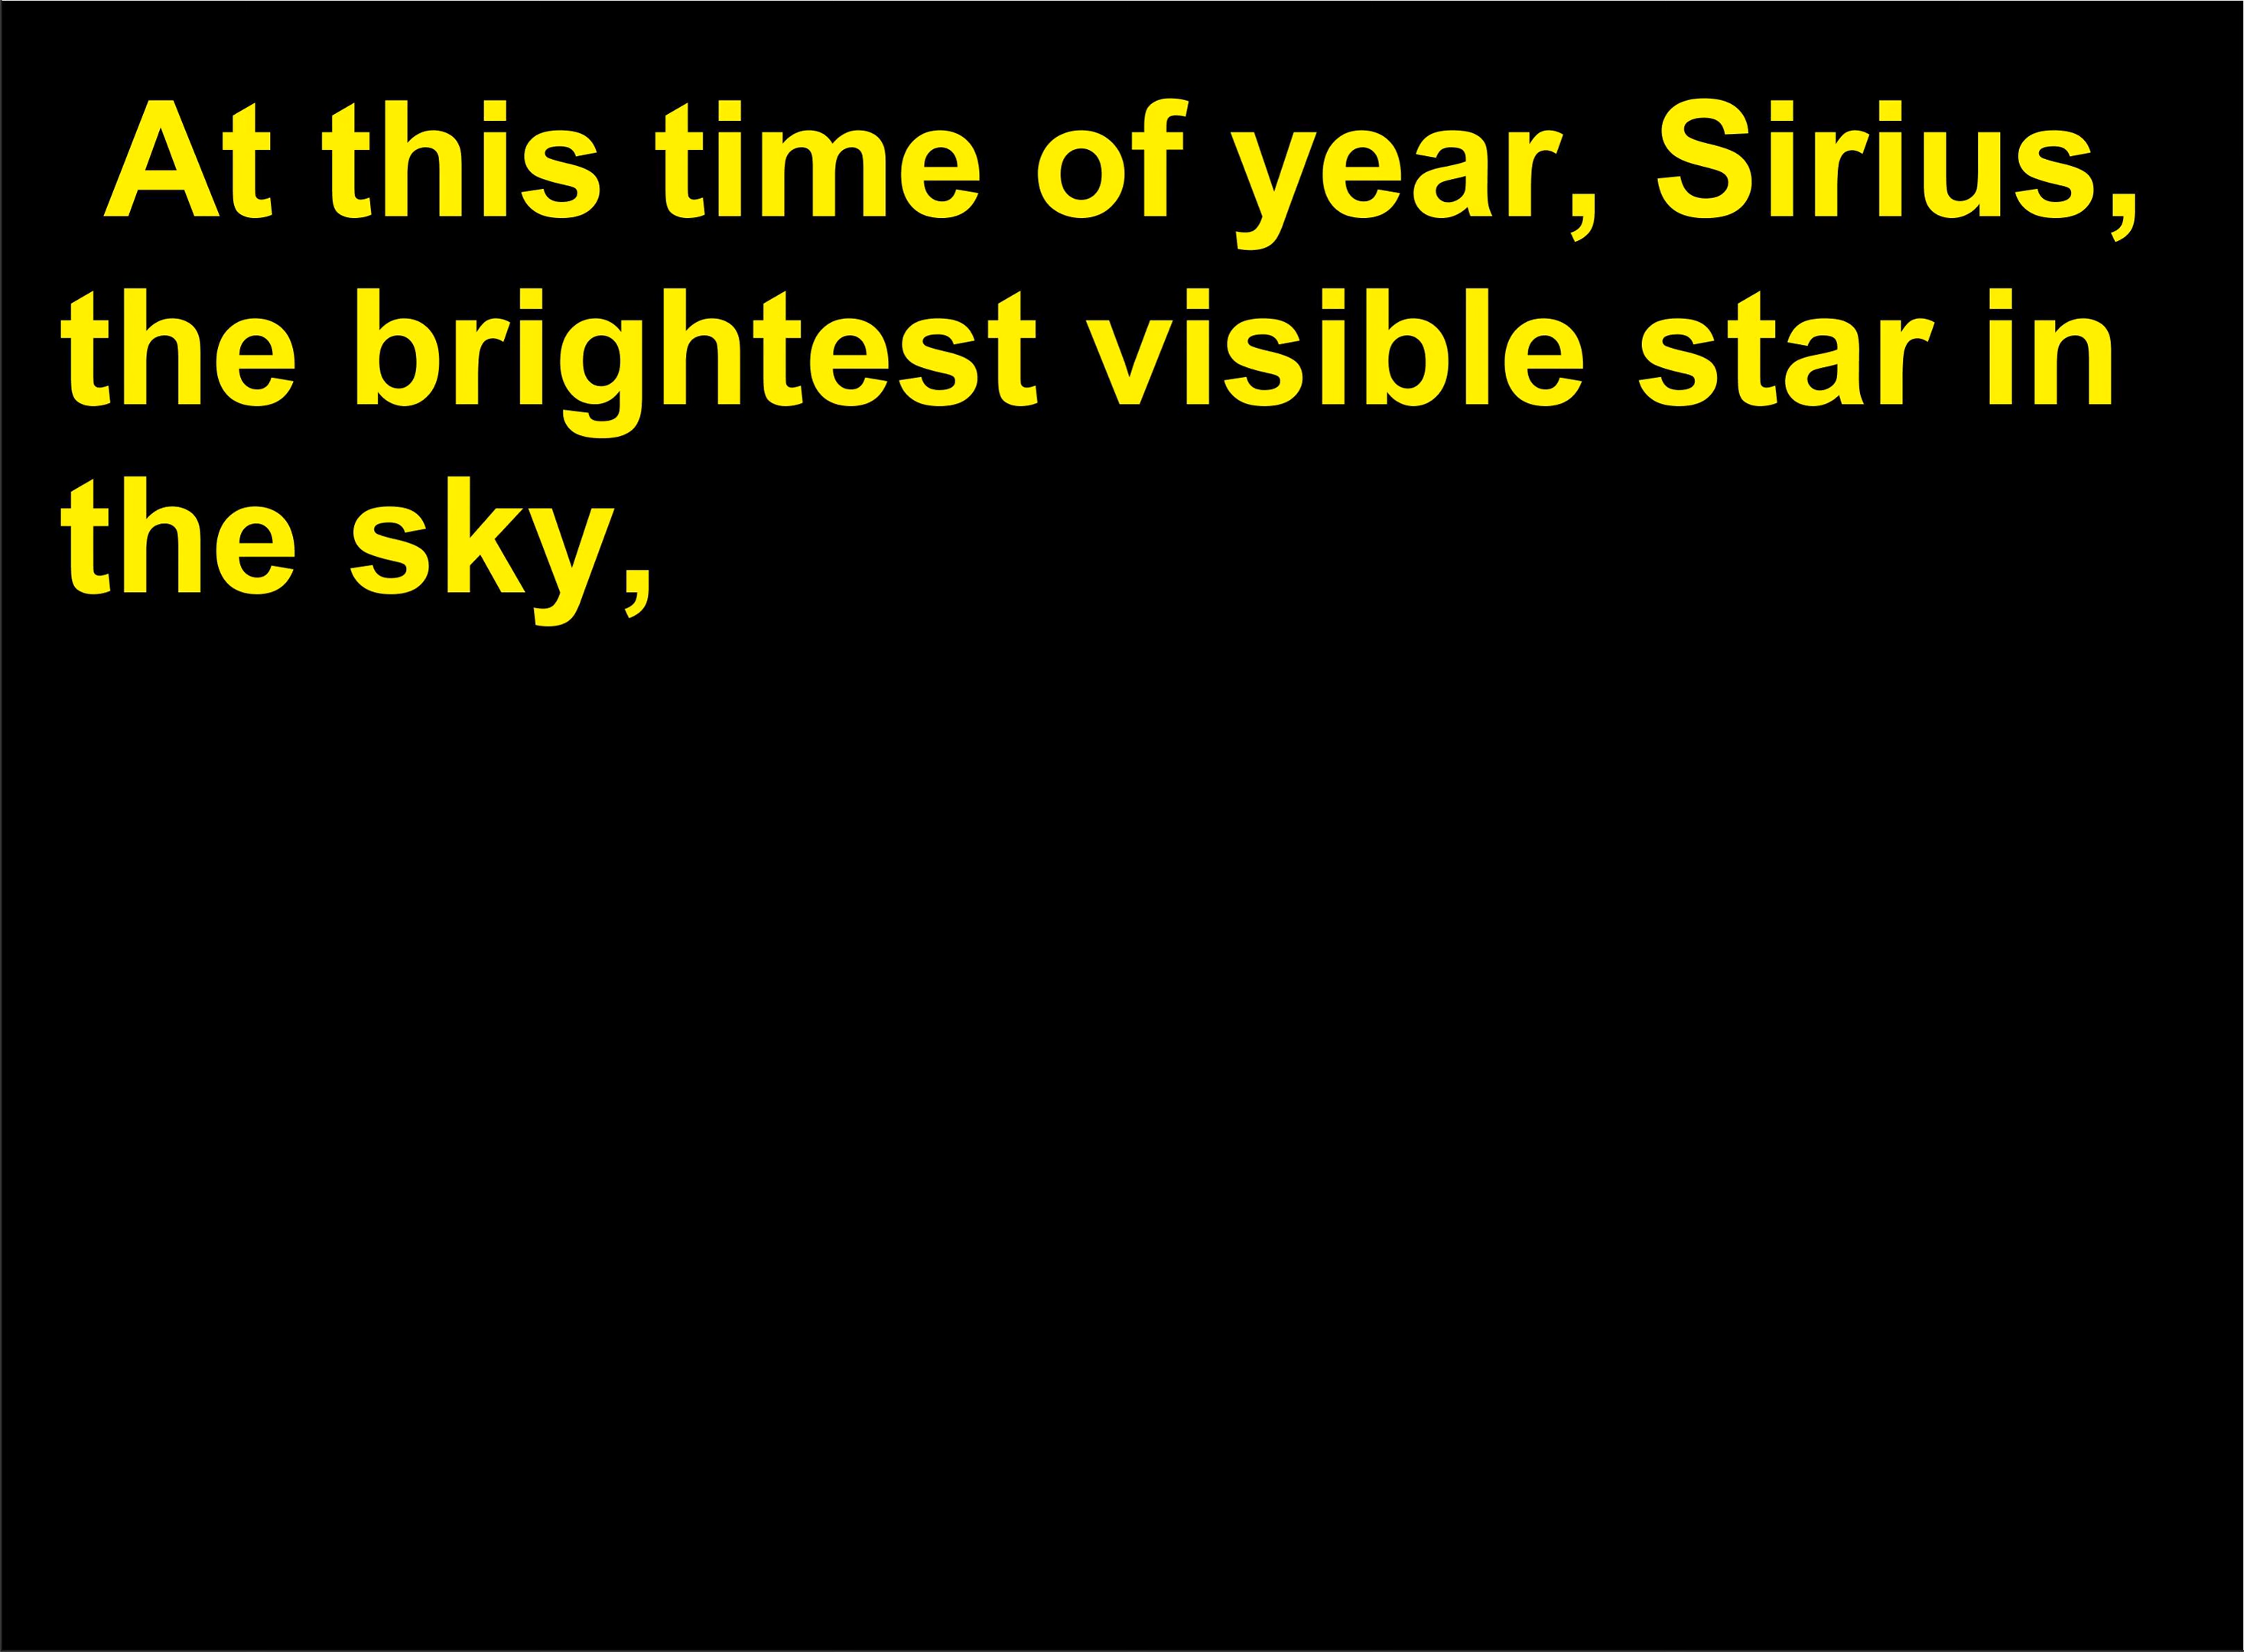 At this time of year, Sirius,
the brightest visible star in
the sky,